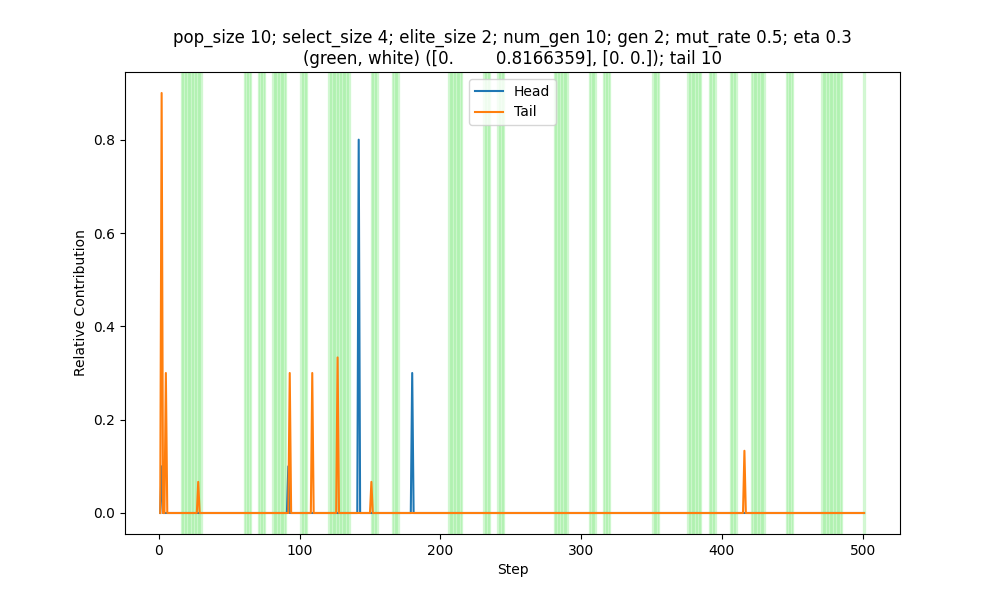 pop_size 10; select_size 4; elite_size 2; num_gen 10; gen 2; mut_rate 0.5; eta 0.3
(green, white) ([0.        0.8166359], [0. 0.]); tail 10
Head
Tail
0.8
0.6
0.4
0.2
0.0
Relative Contribution
0
100
200
300
400
500
Step